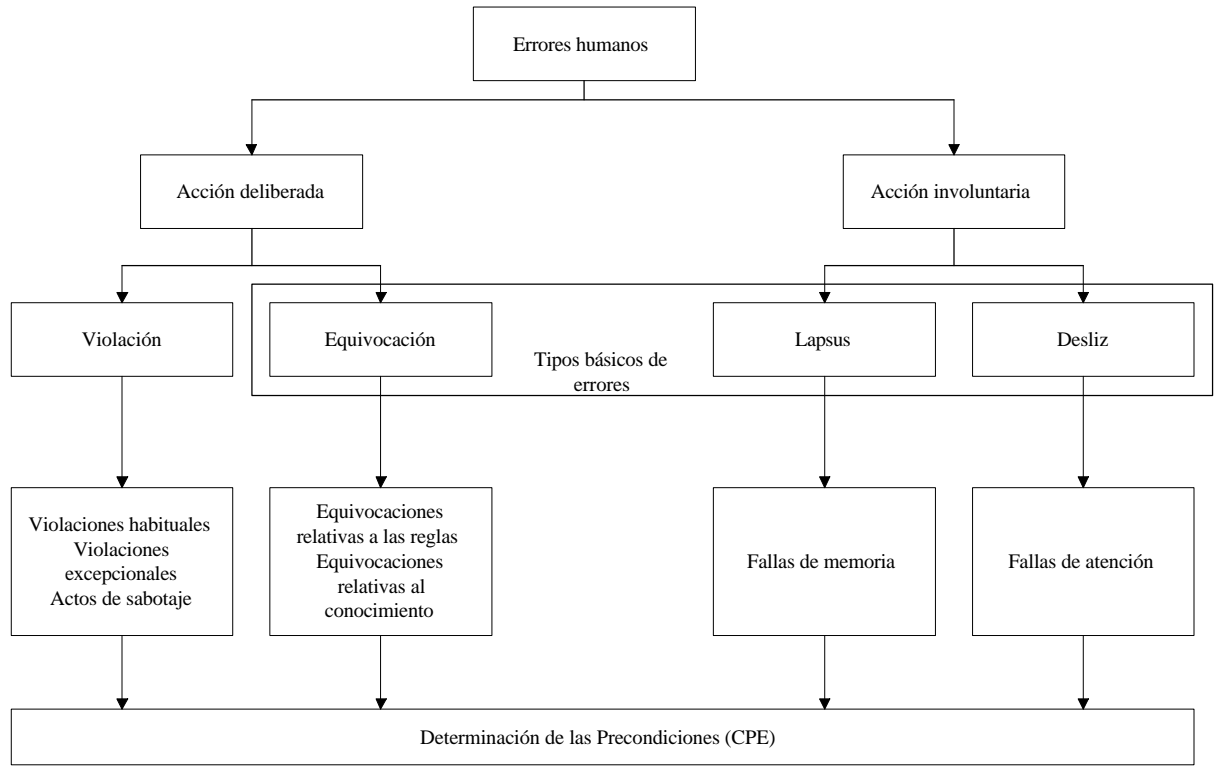 Errores humanos
Acción deliberada
Acción involuntaria
Violación
Equivocación
Lapsus
Desliz
Tipos básicos de
errores
Violaciones habituales
Violaciones
excepcionales
Actos de sabotaje
Equivocaciones
relativas a las reglas
Equivocaciones
relativas al
conocimiento
Fallas de memoria
Fallas de atención
Determinación de las Precondiciones (CPE)